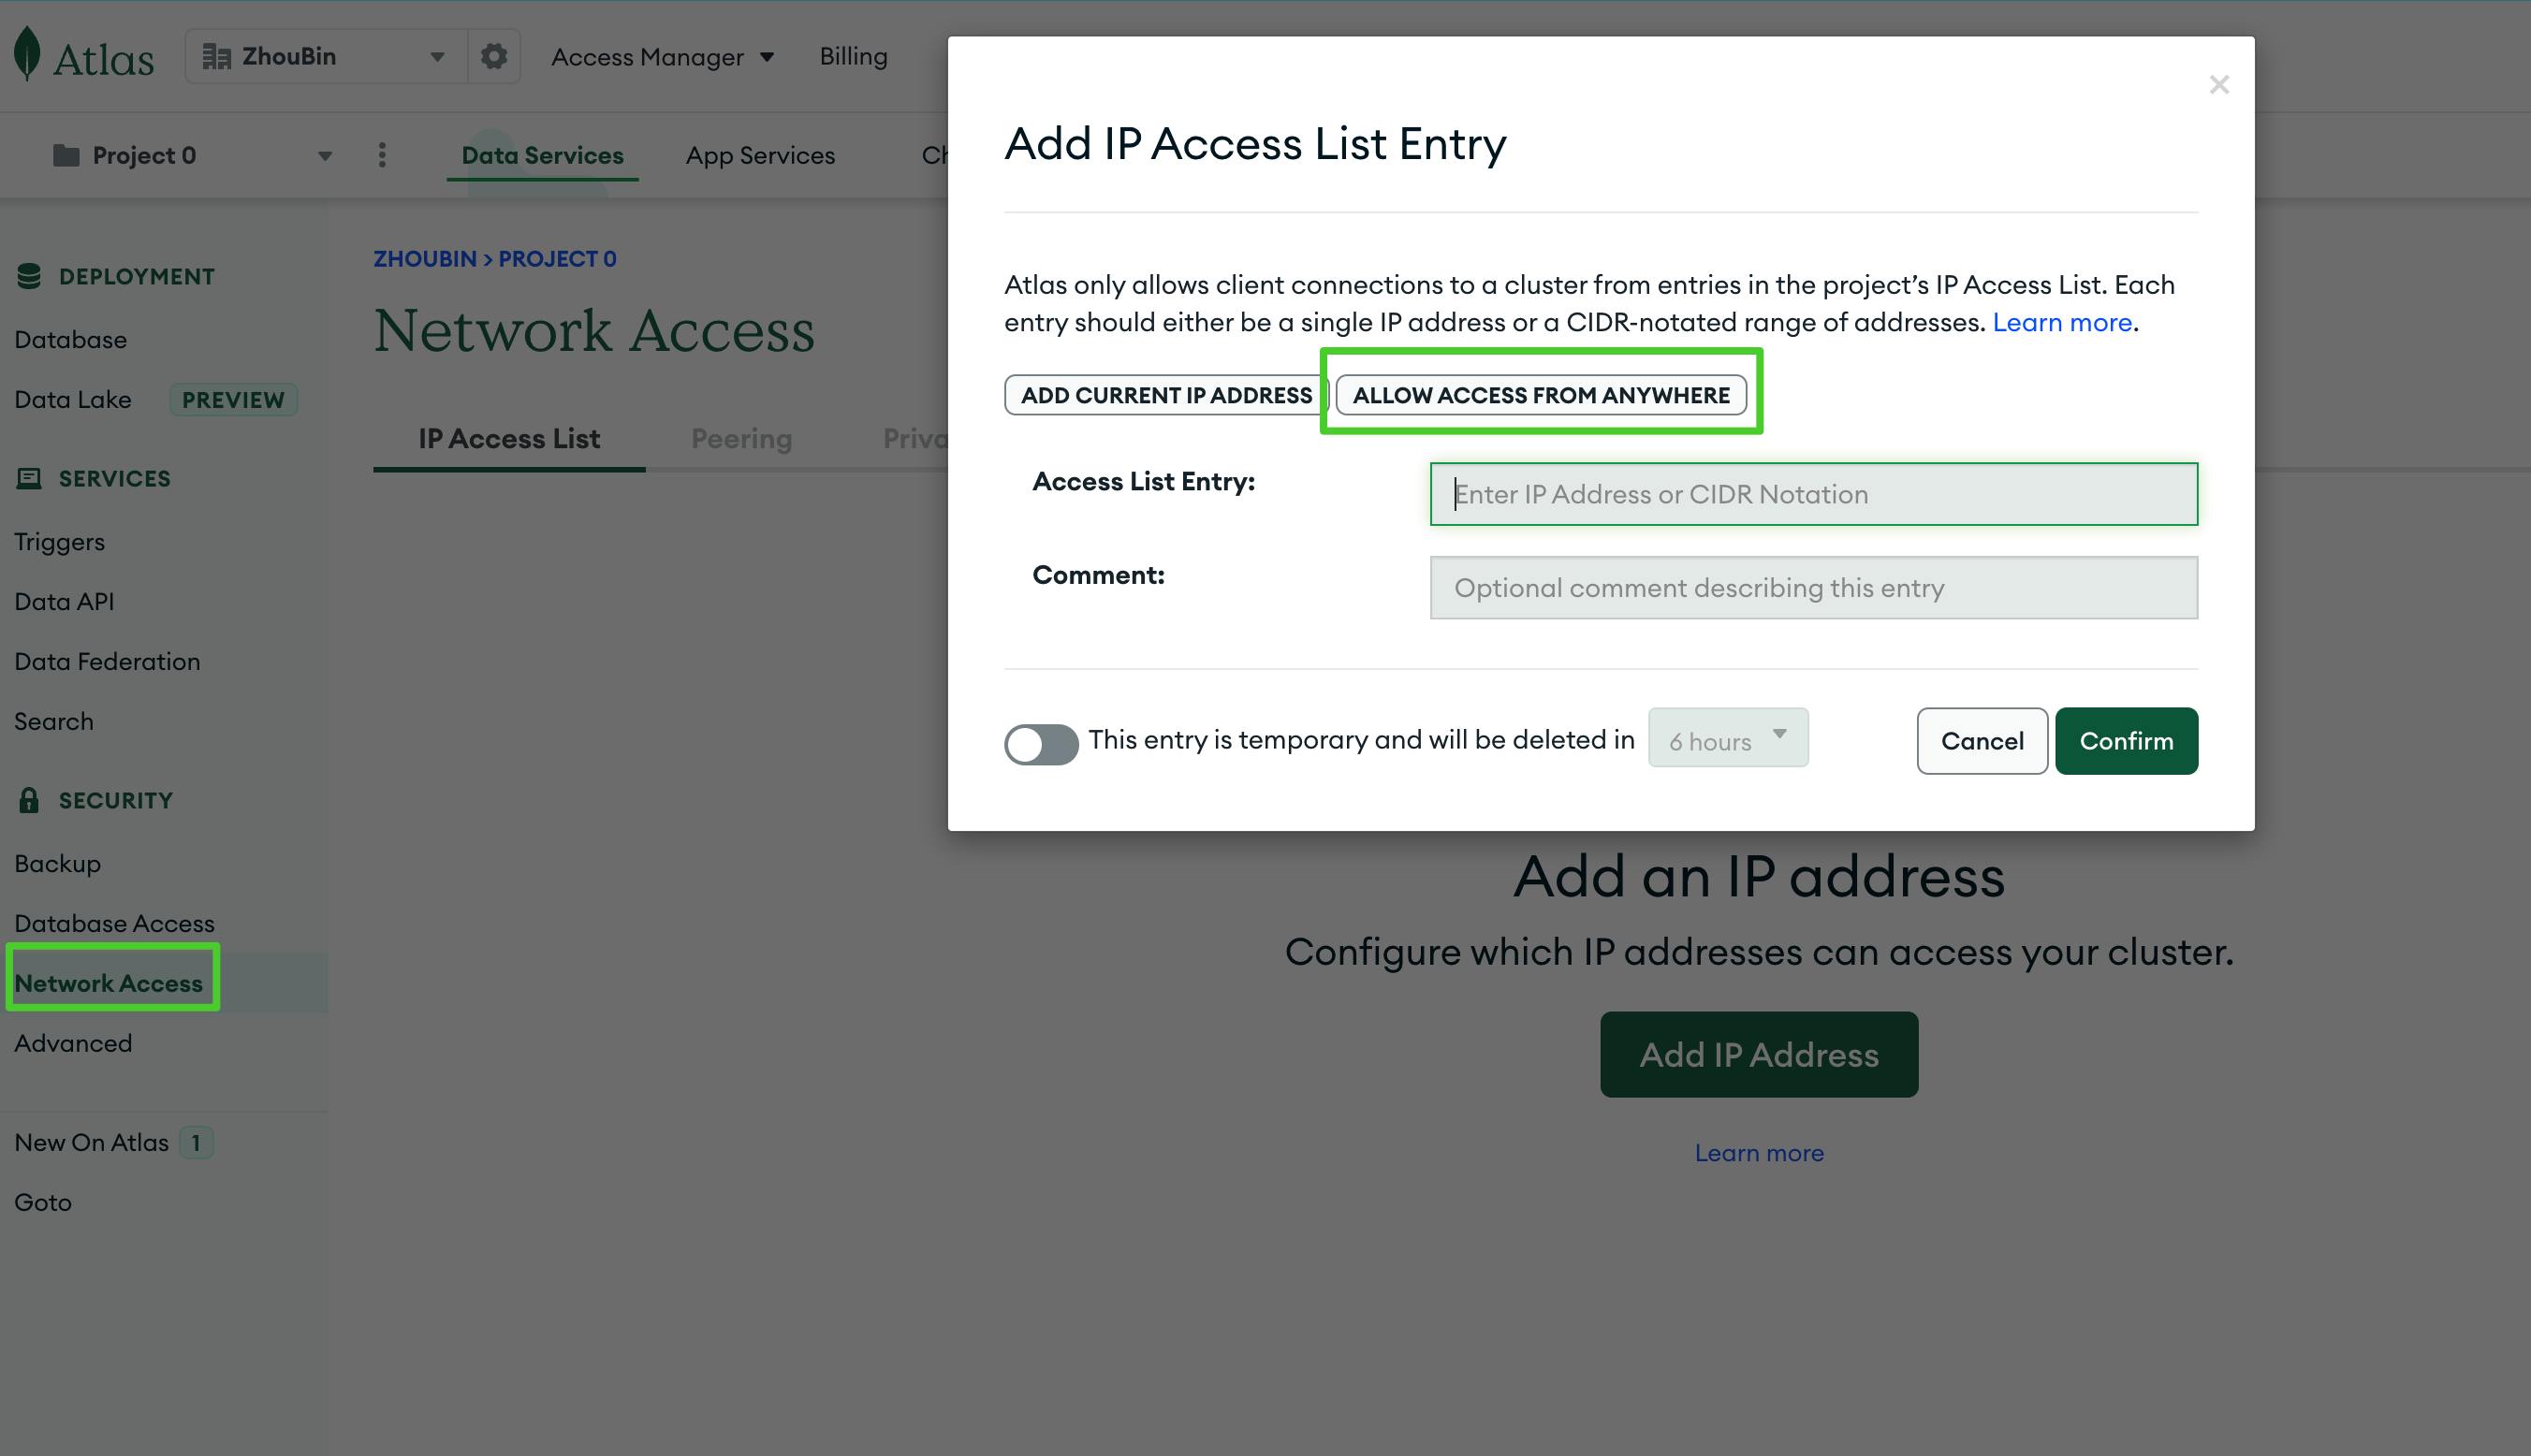 Atlas
ZhouBin
Access Manager
Billing
Project 0
Data Services
App Services
DEPLOYMENT
Database
Data Lake PREVIEW
SERVICES
Triggers
Data API
Data Federation
Search
SECURITY
Backup
Database Access
Network Access
Advanced
New On Atlas 1
Goto
ZHOUBIN > PROJECT 0
Network Access
IP Access List
Peering
Add IP Access List Entry
Atlas only allows client connections to a cluster from entries in the project’s IP Access List. Each
entry should either be a single IP address or a CIDR-notated range of addresses. Learn more.
ADD CURRENT IP ADDRESS
ALLOW ACCESS FROM ANYWHERE
Access List Entry:
Enter IP Address or CIDR Notation
Comment:
Optional comment describing this entry
This entry is temporary and will be deleted in
6 hours
Cancel
Confirm
Add an IP address
Configure which IP addresses can access your cluster.
Add IP Address
Learn more